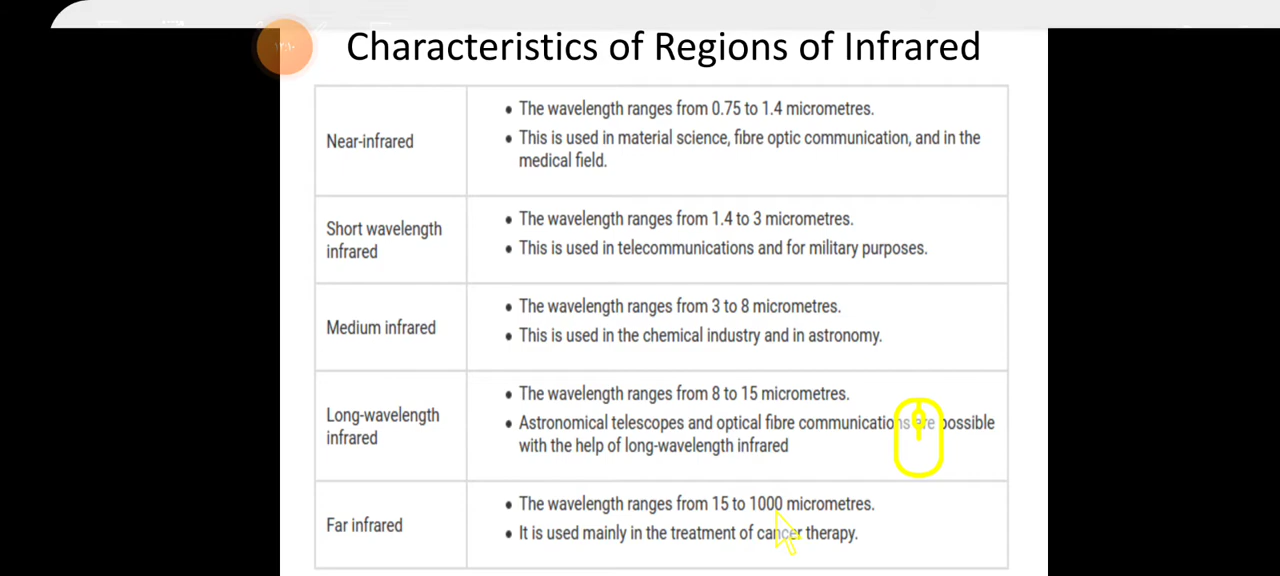 Characteristics of Regions of Infrared
١٢:١٠
Near-infrared
• The wavelength ranges from 0.75 to 1.4 micrometres.
• This is used in material science, fibre optic communication, and in the
medical field.
Short wavelength
infrared
• The wavelength ranges from 1.4 to 3 micrometres.
• This is used in telecommunications and for military purposes.
Medium infrared
• The wavelength ranges from 3 to 8 micrometres.
• This is used in the chemical industry and in astronomy.
Long-wavelength
infrared
• The wavelength ranges from 8 to 15 micrometres.
• Astronomical telescopes and optical fibre communications are possible
with the help of long-wavelength infrared
Far infrared
• The wavelength ranges from 15 to 1000 micrometres.
• It is used mainly in the treatment of cancer therapy.